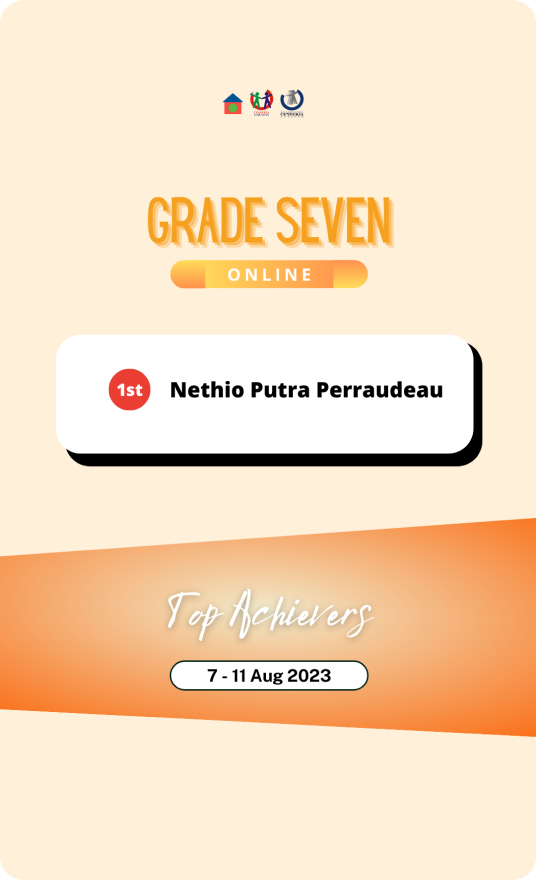 GRADE SEVEN
ONLINE
1st Nethio Putra Perraudeau
Top Achievers
7 - 11 Aug 2023